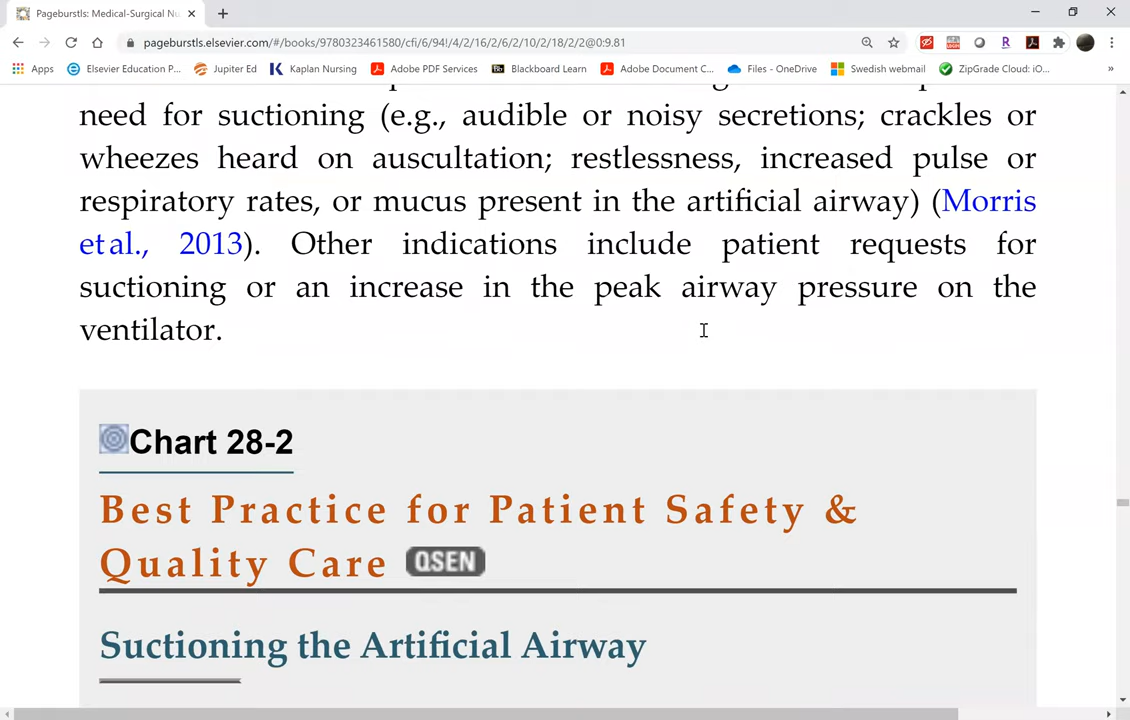 Pageburstls: Medical-Surgical Nu
pageburstls.elsevier.com/#/books/9780323461580/cfi/6/94!/4/2/16/2/6/2/10/2/18/2/2@0:9.81
Apps Elsevier Education P... Jupiter Ed Kaplan Nursing Adobe PDF Services Blackboard Learn Adobe Document C... Files - OneDrive Swedish webmail ZipGrade Cloud: iO... »
need for suctioning (e.g., audible or noisy secretions; crackles or
wheezes heard on auscultation; restlessness, increased pulse or
respiratory rates, or mucus present in the artificial airway) (Morris
et al., 2013). Other indications include patient requests for
suctioning or an increase in the peak airway pressure on the
ventilator.
Chart 28-2
Best Practice for Patient Safety &
Quality Care QSEN
Suctioning the Artificial Airway